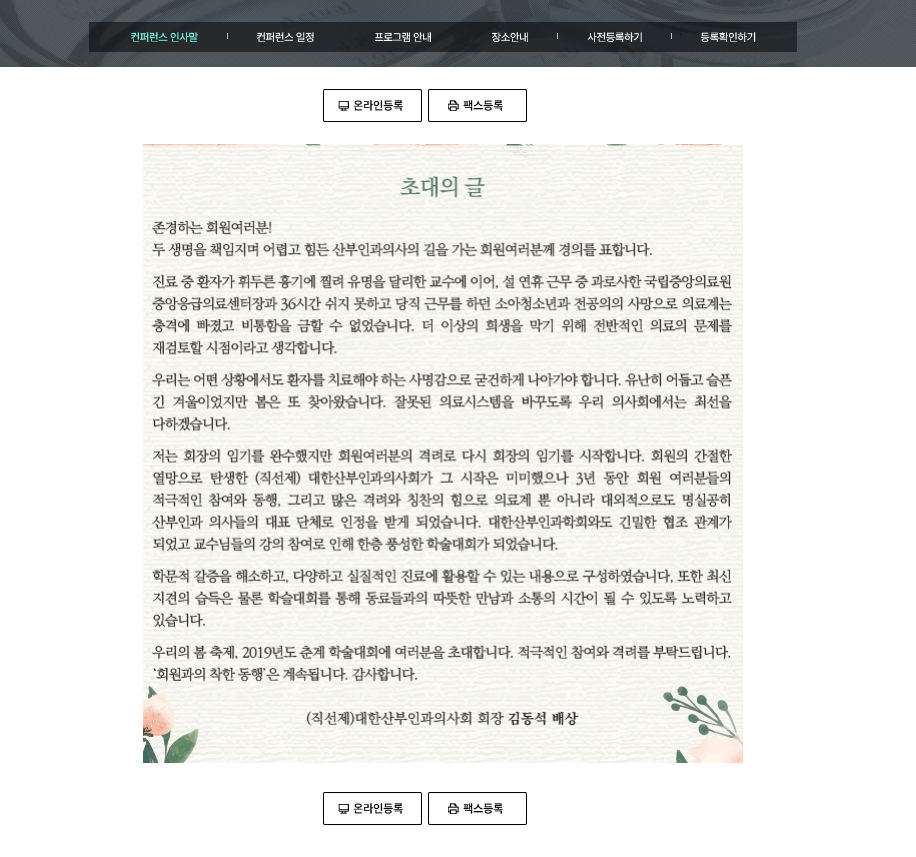 컨퍼런스 인사말
컨퍼런스 일정
프로그램 안내
장소안내
사전등록하기
등록확인하기
온라인등록
팩스등록
초대의 글
존경하는 회원여러분!
두 생명을 책임지며 어렵고 힘든 산부인과의사의 길을 가는 회원여러분께 경의를 표합니다.
진료 중 환자가 휘두른 흉기에 찔려 유명을 달리한 교수에 이어, 설 연휴 근무 중 과로사한 국립중앙의료원
중앙응급의료센터장과 36시간 쉬지 못하고 당직 근무를 하던 소아청소년과 전공의의 사망으로 의료계는
충격에 빠졌고 비통함을 금할 수 없었습니다. 더 이상의 희생을 막기 위해 전반적인 의료의 문제를
재검토할 시점이라고 생각합니다.
우리는 어떤 상황에서도 환자를 치료해야 하는 사명감으로 굳건하게 나아가야 합니다. 유난히 어둡고 슬픈
긴 겨울이었지만 봄은 또 찾아왔습니다. 잘못된 의료시스템을 바꾸도록 우리 의사회에서는 최선을
다하겠습니다.
저는 회장의 임기를 완수했지만 회원여러분의 격려로 다시 회장의 임기를 시작합니다. 회원의 간절한
열망으로 탄생한 (직선제) 대한산부인과의사회가 그 시작은 미미했으나 3년 동안 회원 여러분들의
적극적인 참여와 동행, 그리고 많은 격려와 칭찬의 힘으로 의료계 뿐 아니라 대외적으로도 명실공히
산부인과 의사들의 대표 단체로 인정을 받게 되었습니다. 대한산부인과학회와도 긴밀한 협조 관계가
되었고 교수님들의 강의 참여로 인해 한층 풍성한 학술대회가 되었습니다.
학문적 갈증을 해소하고, 다양하고 실질적인 진료에 활용할 수 있는 내용으로 구성하였습니다, 또한 최신
지견의 습득은 물론 학술대회를 통해 동료들과의 따뜻한 만남과 소통의 시간이 될 수 있도록 노력하고
있습니다.
우리의 봄 축제, 2019년도 춘계 학술대회에 여러분을 초대합니다. 적극적인 참여와 격려를 부탁드립니다.
‘회원과의 착한 동행’은 계속됩니다. 감사합니다.
(직선제)대한산부인과의사회 회장 김동석 배상
온라인등록
팩스등록